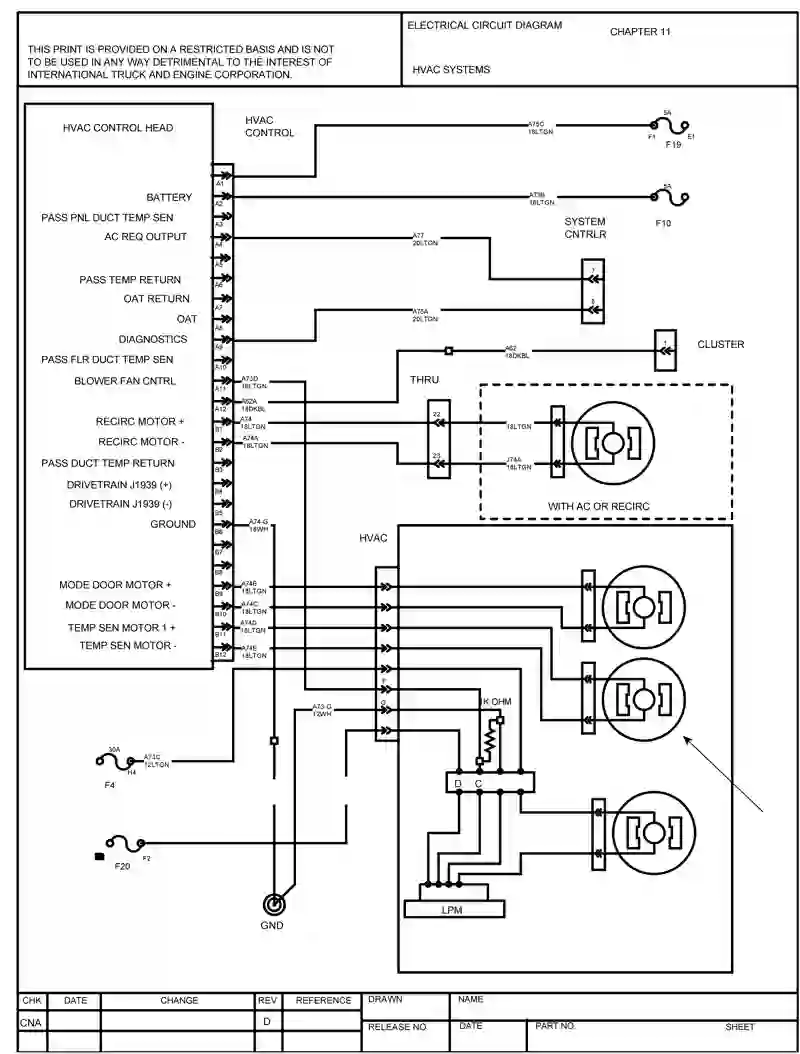 ELECTRICAL CIRCUIT DIAGRAM
CHAPTER 11
THIS PRINT IS PROVIDED ON A RESTRICTED BASIS AND IS NOT
TO BE USED IN ANY WAY DETRIMENTAL TO THE INTEREST OF
INTERNATIONAL TRUCK AND ENGINE CORPORATION.
HVAC SYSTEMS
HVAC CONTROL HEAD
HVAC
CONTROL
A75C
18LTGN
5A
F1
E1
F19
A1
BATTERY
A2
A73B
18LTGN
5A
F10
PASS PNL DUCT TEMP SEN
A3
SYSTEM
CNTRLR
AC REQ OUTPUT
A4
A77
20LTGN
A5
7
PASS TEMP RETURN
A6
OAT RETURN
A7
8
OAT
A8
A75A
20LTGN
DIAGNOSTICS
A9
A62
18DKBL
1
CLUSTER
PASS FLR DUCT TEMP SEN
A10
BLOWER FAN CNTRL
A11
A73D
18LTGN
THRU
A12
A62A
18DKBL
RECIRC MOTOR +
B1
A74
18LTGN
22
18LTGN
RECIRC MOTOR -
B2
A74A
18LTGN
23
J74A
18LTGN
PASS DUCT TEMP RETURN
B3
DRIVETRAIN J1939 (+)
B4
DRIVETRAIN J1939 (-)
B5
WITH AC OR RECIRC
GROUND
B6
A74-G
18WH
HVAC
B7
B8
MODE DOOR MOTOR +
B9
A74B
18LTGN
MODE DOOR MOTOR -
B10
A74C
18LTGN
TEMP SEN MOTOR 1 +
B11
A74D
18LTGN
TEMP SEN MOTOR -
B12
A74E
18LTGN
F
G
A73-G
12WH
1K OHM
30A
H4
A73C
12LTGN
F4
D C
F2
F20
LPM
GND
CHK DATE CHANGE REV REFERENCE DRAWN NAME
CNA D
RELEASE NO. DATE PART NO. SHEET